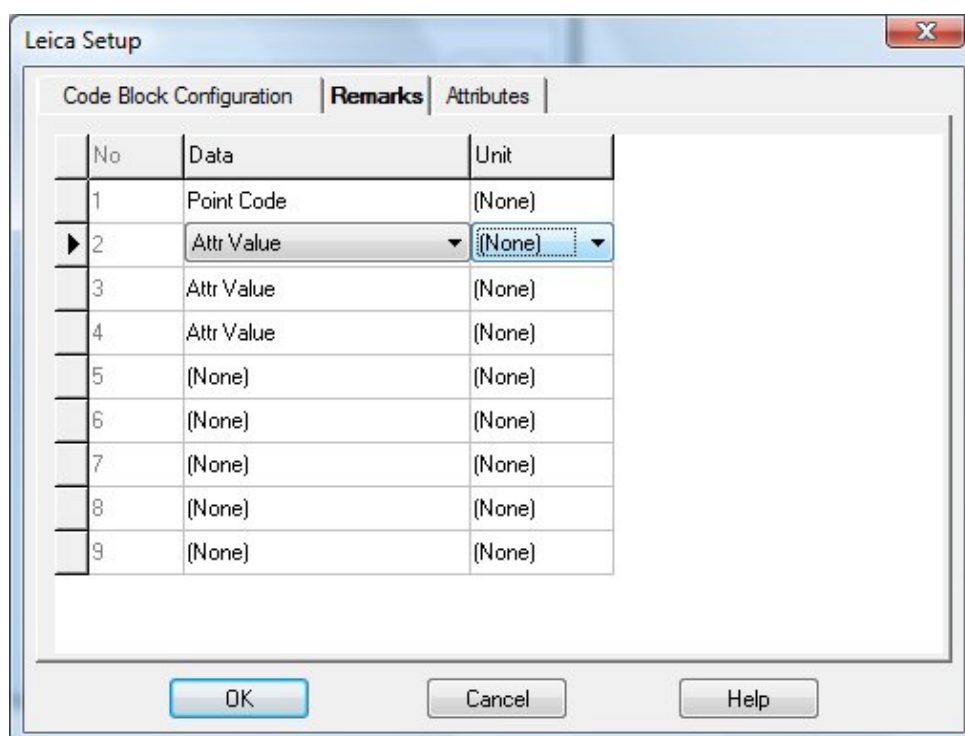 Leica Setup
Code Block Configuration Remarks Attributes
No Data Unit
1 Point Code (None)
2 Attr Value (None)
3 Attr Value (None)
4 Attr Value (None)
5 (None) (None)
6 (None) (None)
7 (None) (None)
8 (None) (None)
9 (None) (None)
OK Cancel Help